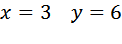 x = 3   y = 6